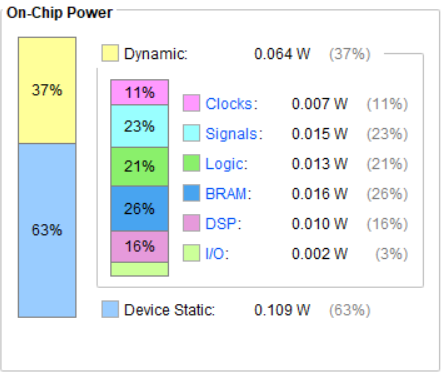 On-Chip Power
Dynamic: 0.064 W (37%)
37%
11% Clocks: 0.007 W (11%)
23% Signals: 0.015 W (23%)
21% Logic: 0.013 W (21%)
26% BRAM: 0.016 W (26%)
63%
16% DSP: 0.010 W (16%)
I/O: 0.002 W (3%)
Device Static: 0.109 W (63%)